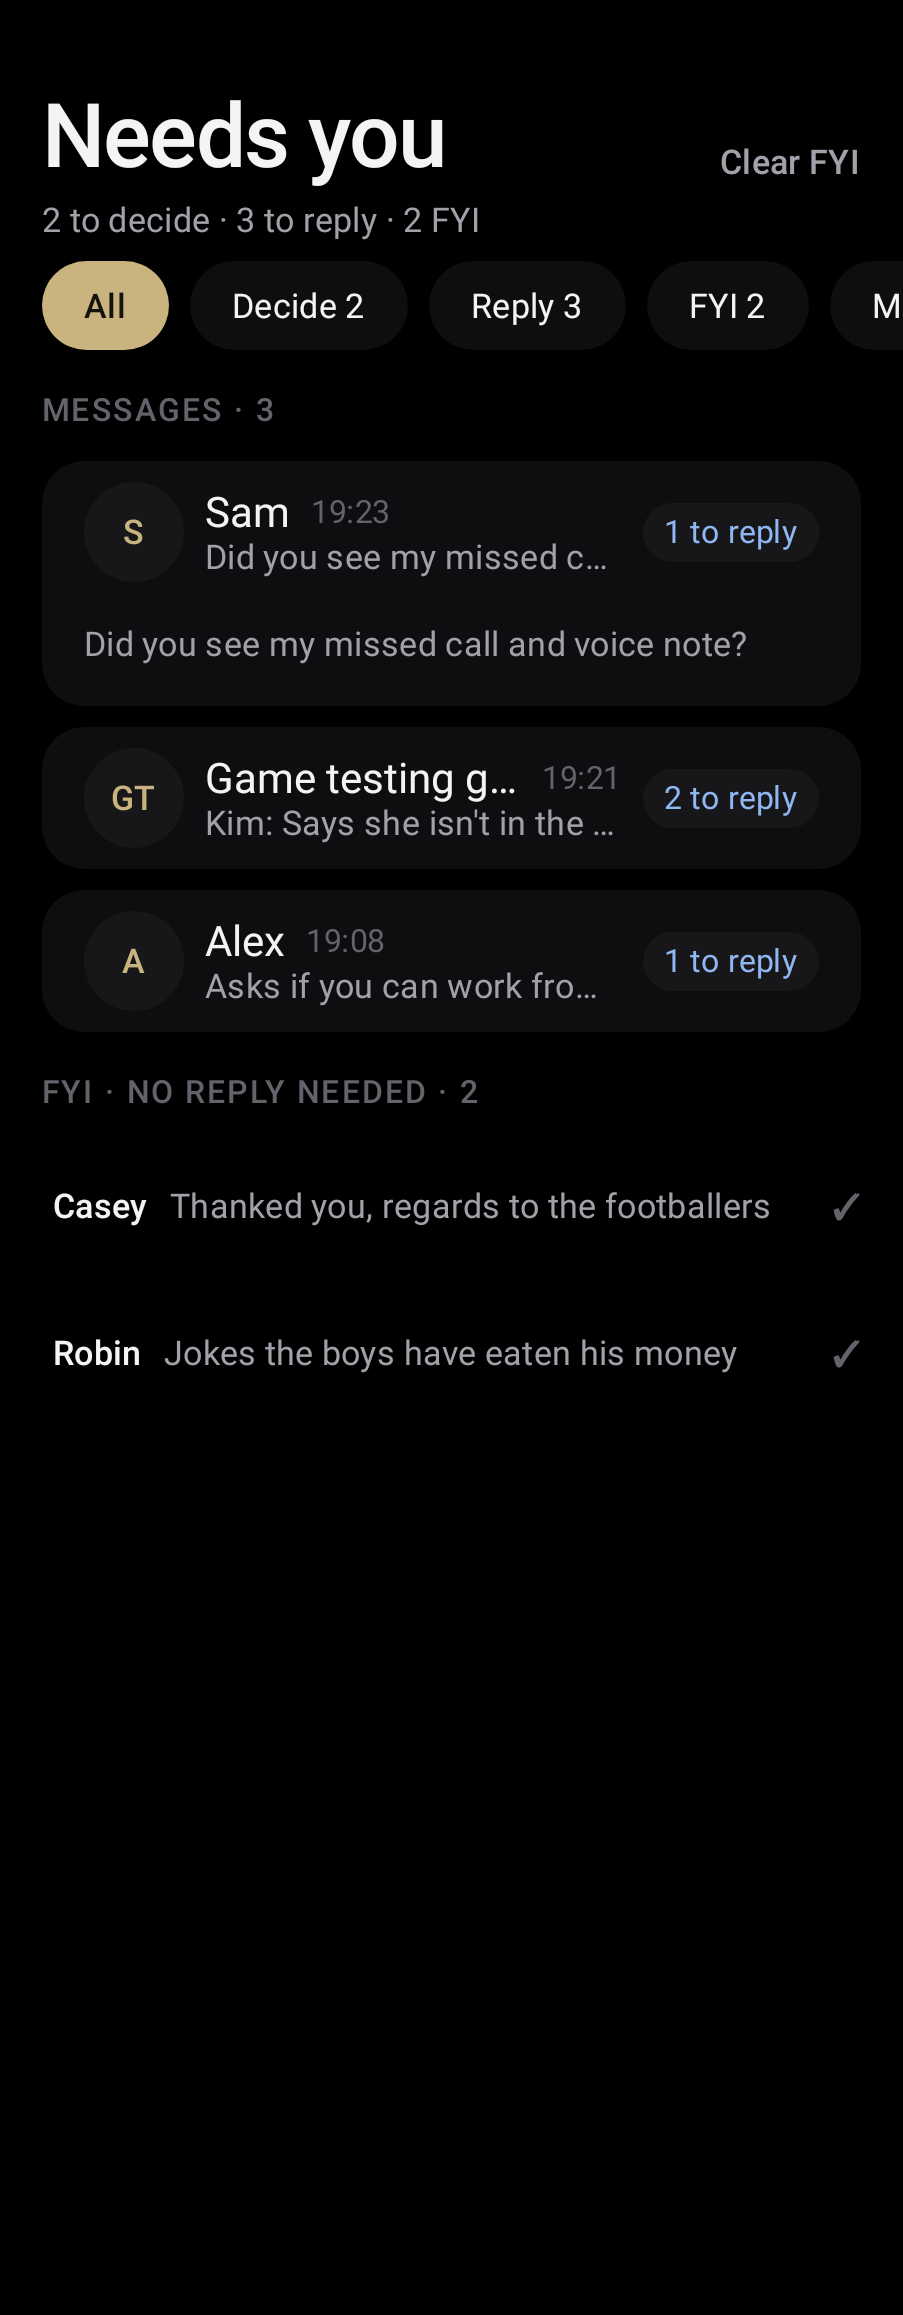 Needs you
Clear FYI
2 to decide · 3 to reply · 2 FYI
All
Decide 2
Reply 3
FYI 2
M
MESSAGES · 3
S
Sam 19:23
Did you see my missed c…
1 to reply
Did you see my missed call and voice note?
GT
Game testing g… 19:21
Kim: Says she isn't in the …
2 to reply
A
Alex 19:08
Asks if you can work fro…
1 to reply
FYI · NO REPLY NEEDED · 2
Casey Thanked you, regards to the footballers ✓
Robin Jokes the boys have eaten his money ✓